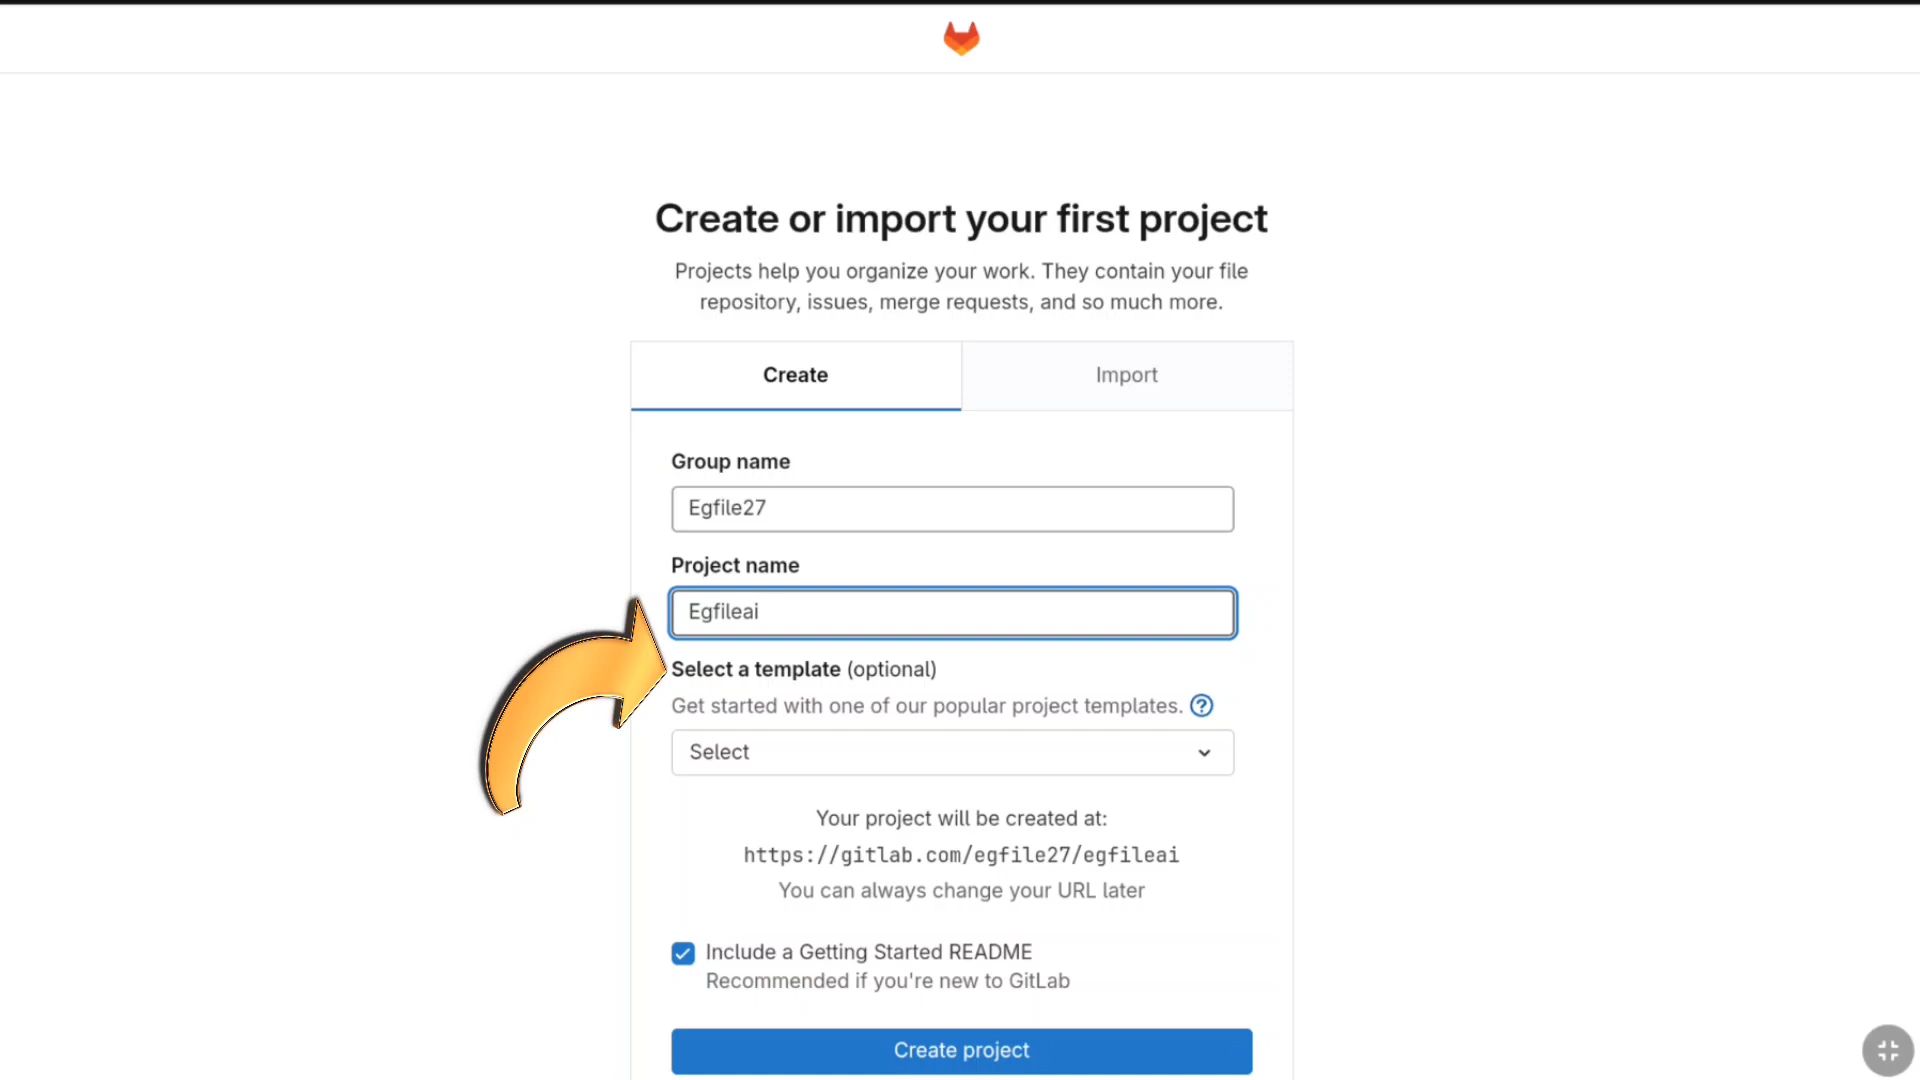 Create or import your first project
Projects help you organize your work. They contain your file
repository, issues, merge requests, and so much more.
Create
Import
Group name
Egfile27
Project name
Egfileai
Select a template (optional)
Get started with one of our popular project templates. ?
Select
Your project will be created at:
https://gitlab.com/egfile27/egfileai
You can always change your URL later
Include a Getting Started README
Recommended if you're new to GitLab
Create project